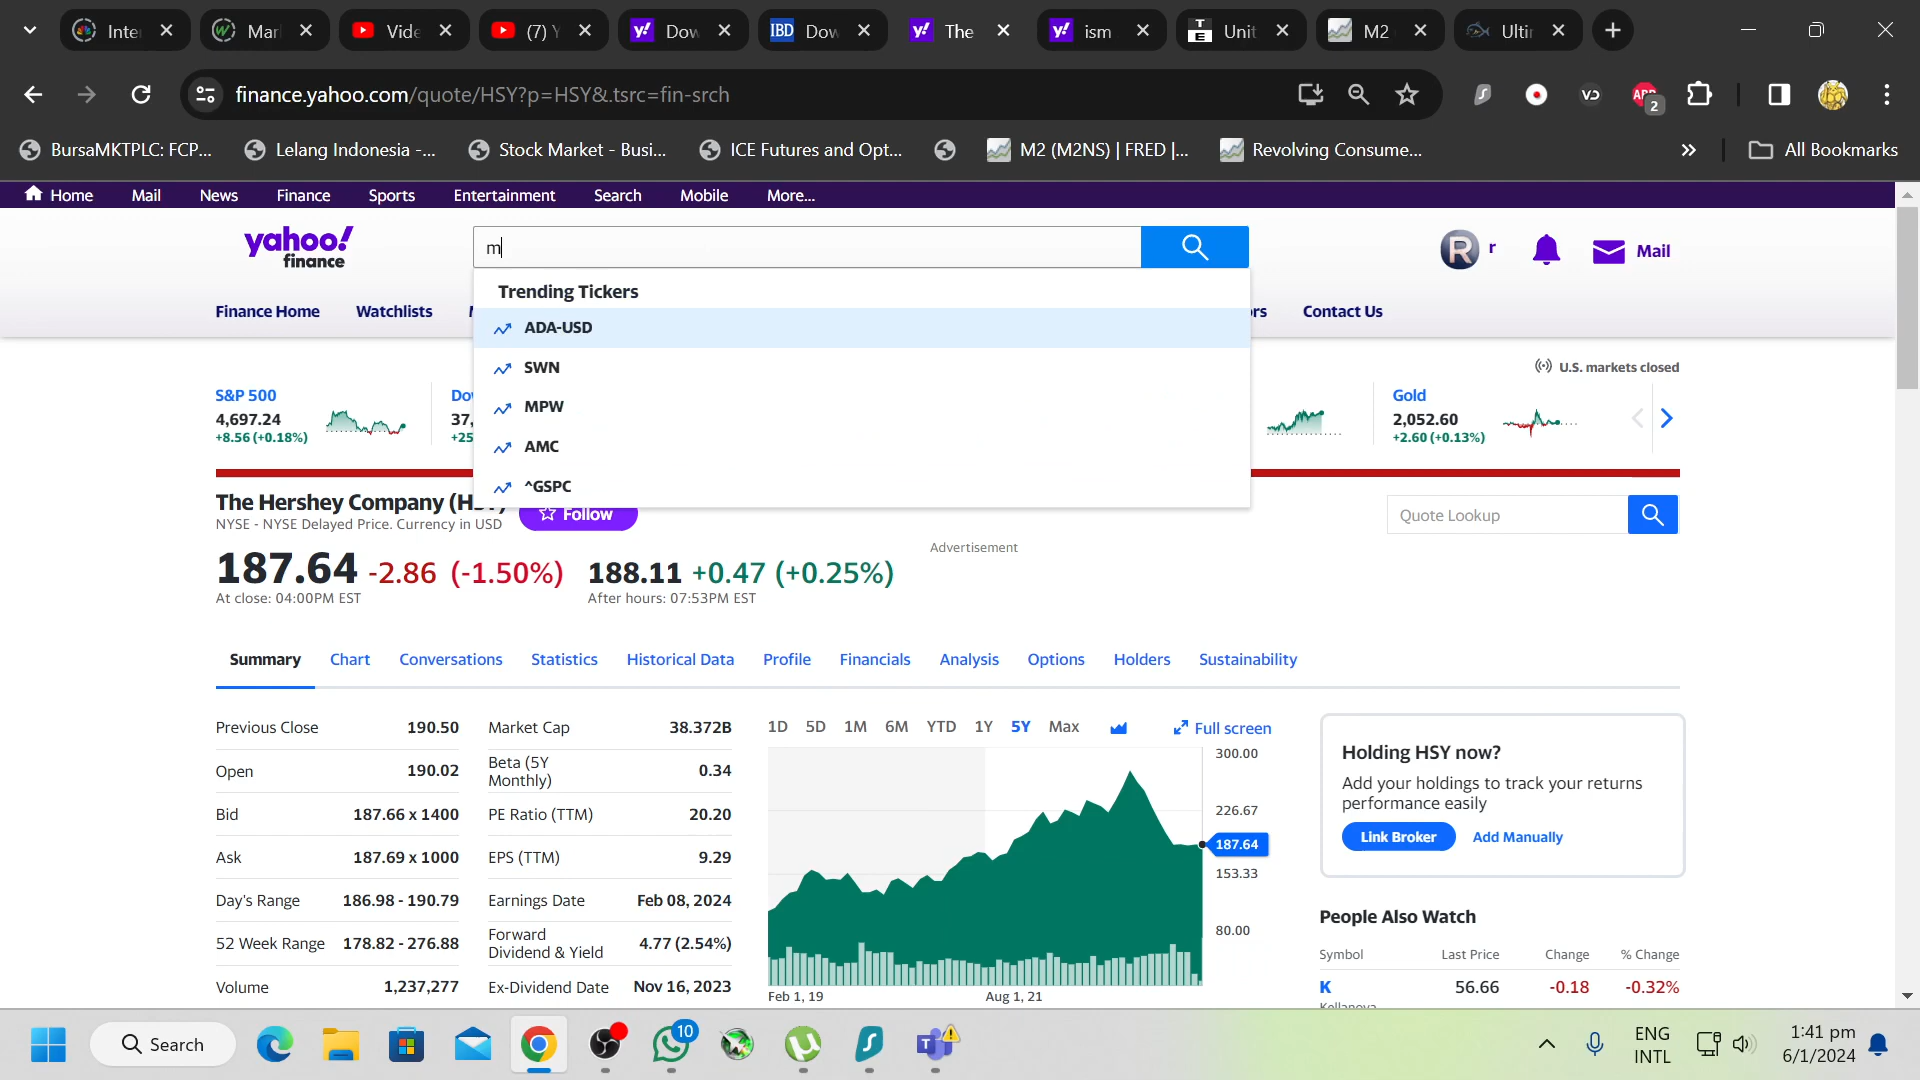 Inte
Mar
Vide
(7) Y
Dow
IBD Dow
The
ism
TE Unit
M2
Ultir
finance.yahoo.com/quote/HSY?p=HSY&.tsrc=fin-srch
VD
ABP
2
BursaMKTPLC: FCP...
Lelang Indonesia -...
Stock Market - Busi...
ICE Futures and Opt...
M2 (M2NS) | FRED |...
Revolving Consume...
»
All Bookmarks
Home Mail News Finance Sports Entertainment Search Mobile More...
yahoo! finance
m
R r
Mail
Trending Tickers
ADA-USD
SWN
MPW
AMC
^GSPC
Finance Home Watchlists
Contact Us
U.S. markets closed
S&P 500
4,697.24
+8.56 (+0.18%)
Do
37,
+25
Gold
2,052.60
+2.60 (+0.13%)
The Hershey Company (HSY)
NYSE - NYSE Delayed Price. Currency in USD
Follow
Quote Lookup
Advertisement
187.64 -2.86 (-1.50%) 188.11 +0.47 (+0.25%)
At close: 04:00PM EST After hours: 07:53PM EST
Summary Chart Conversations Statistics Historical Data Profile Financials Analysis Options Holders Sustainability
Previous Close 190.50
Open 190.02
Bid 187.66 x 1400
Ask 187.69 x 1000
Day's Range 186.98 - 190.79
52 Week Range 178.82 - 276.88
Volume 1,237,277
Market Cap 38.372B
Beta (5Y Monthly) 0.34
PE Ratio (TTM) 20.20
EPS (TTM) 9.29
Earnings Date Feb 08, 2024
Forward Dividend & Yield 4.77 (2.54%)
Ex-Dividend Date Nov 16, 2023
1D 5D 1M 6M YTD 1Y 5Y Max
Full screen
300.00
226.67
187.64
153.33
80.00
Feb 1, 19 Aug 1, 21
Holding HSY now?
Add your holdings to track your returns
performance easily
Link Broker Add Manually
People Also Watch
Symbol Last Price Change % Change
K 56.66 -0.18 -0.32%
Kellanova
Search
10
T
ENG
INTL
1:41 pm
6/1/2024